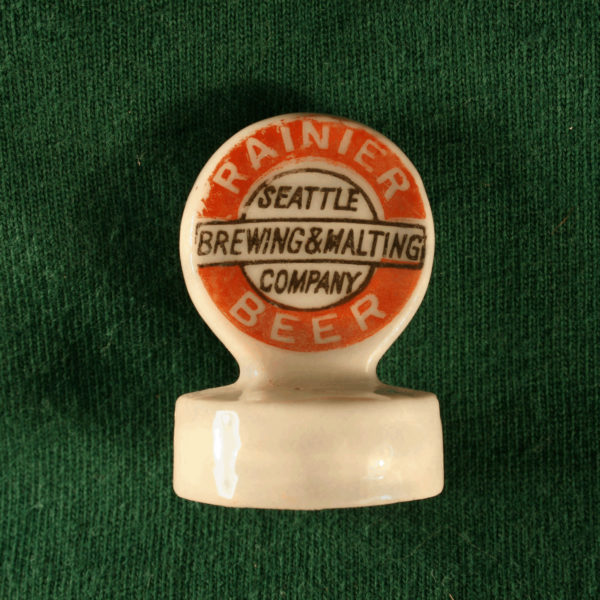 RAINIER
SEATTLE
BREWING & MALTING
COMPANY
BEER